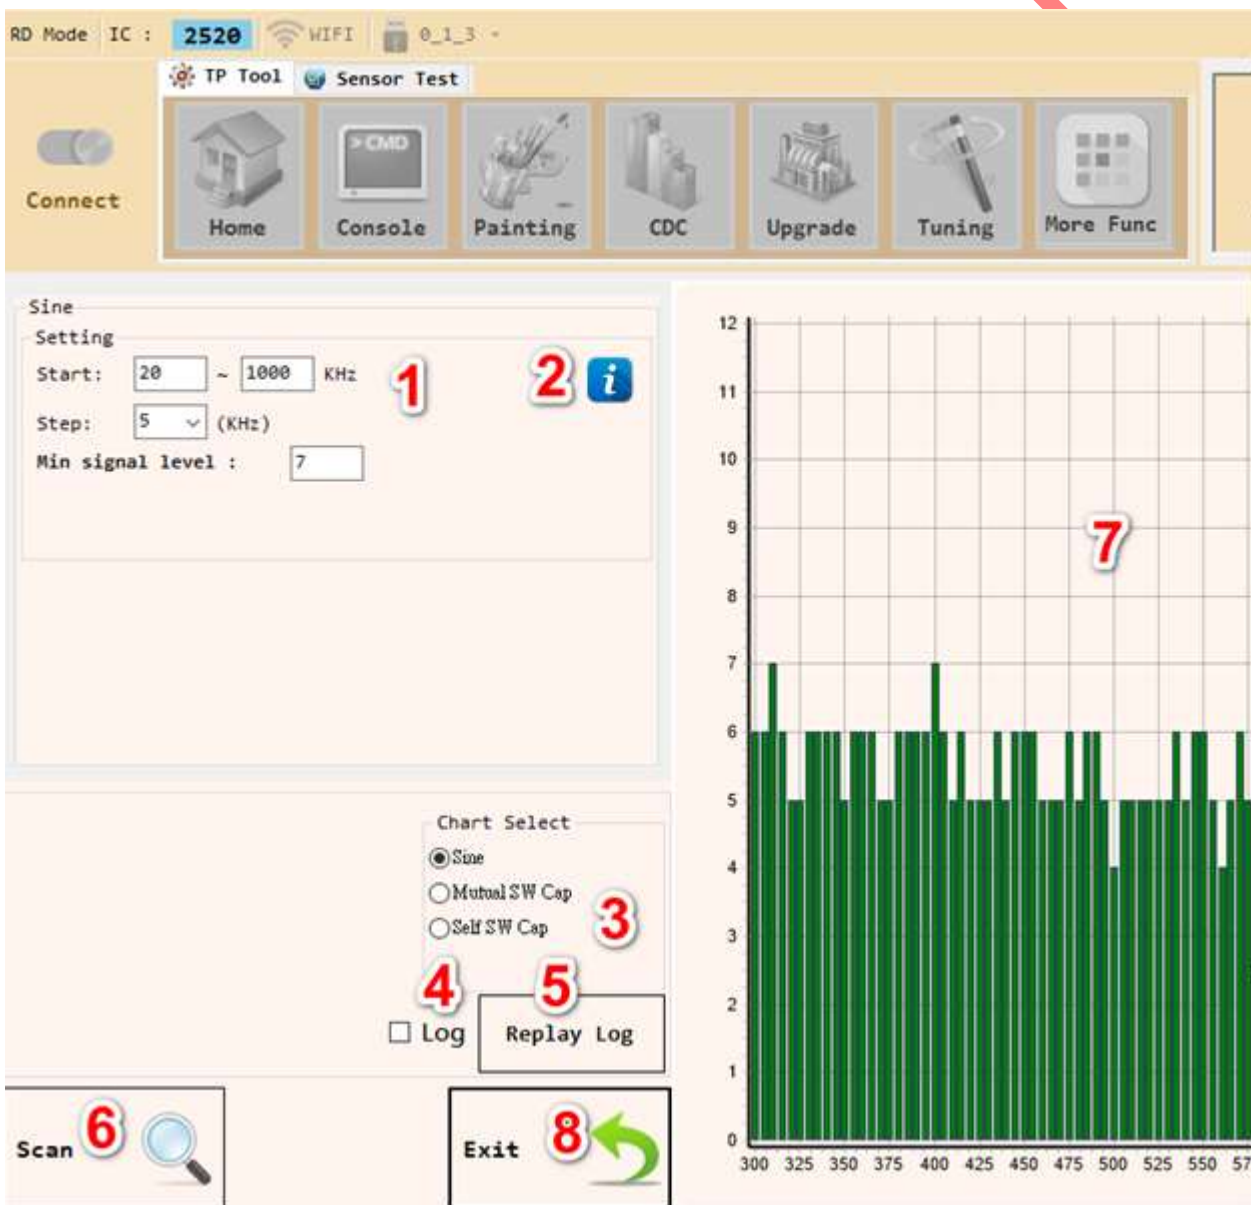 RD Mode IC : 2520 WIFI 0_1_3
TP Tool Sensor Test
Connect
> CMD
Home Console Painting CDC Upgrade Tuning More Func
Sine
Setting
Start: 20 ~ 1000 KHz 1 2 i
Step: 5 (KHz)
Min signal level : 7
Chart Select
Sine
Mutual SW Cap
Self SW Cap 3
4 5
Log Replay Log
Scan 6
Exit 8
12
11
10
9
7
8
7
6
5
4
3
2
1
0
300 325 350 375 400 425 450 475 500 525 550 57